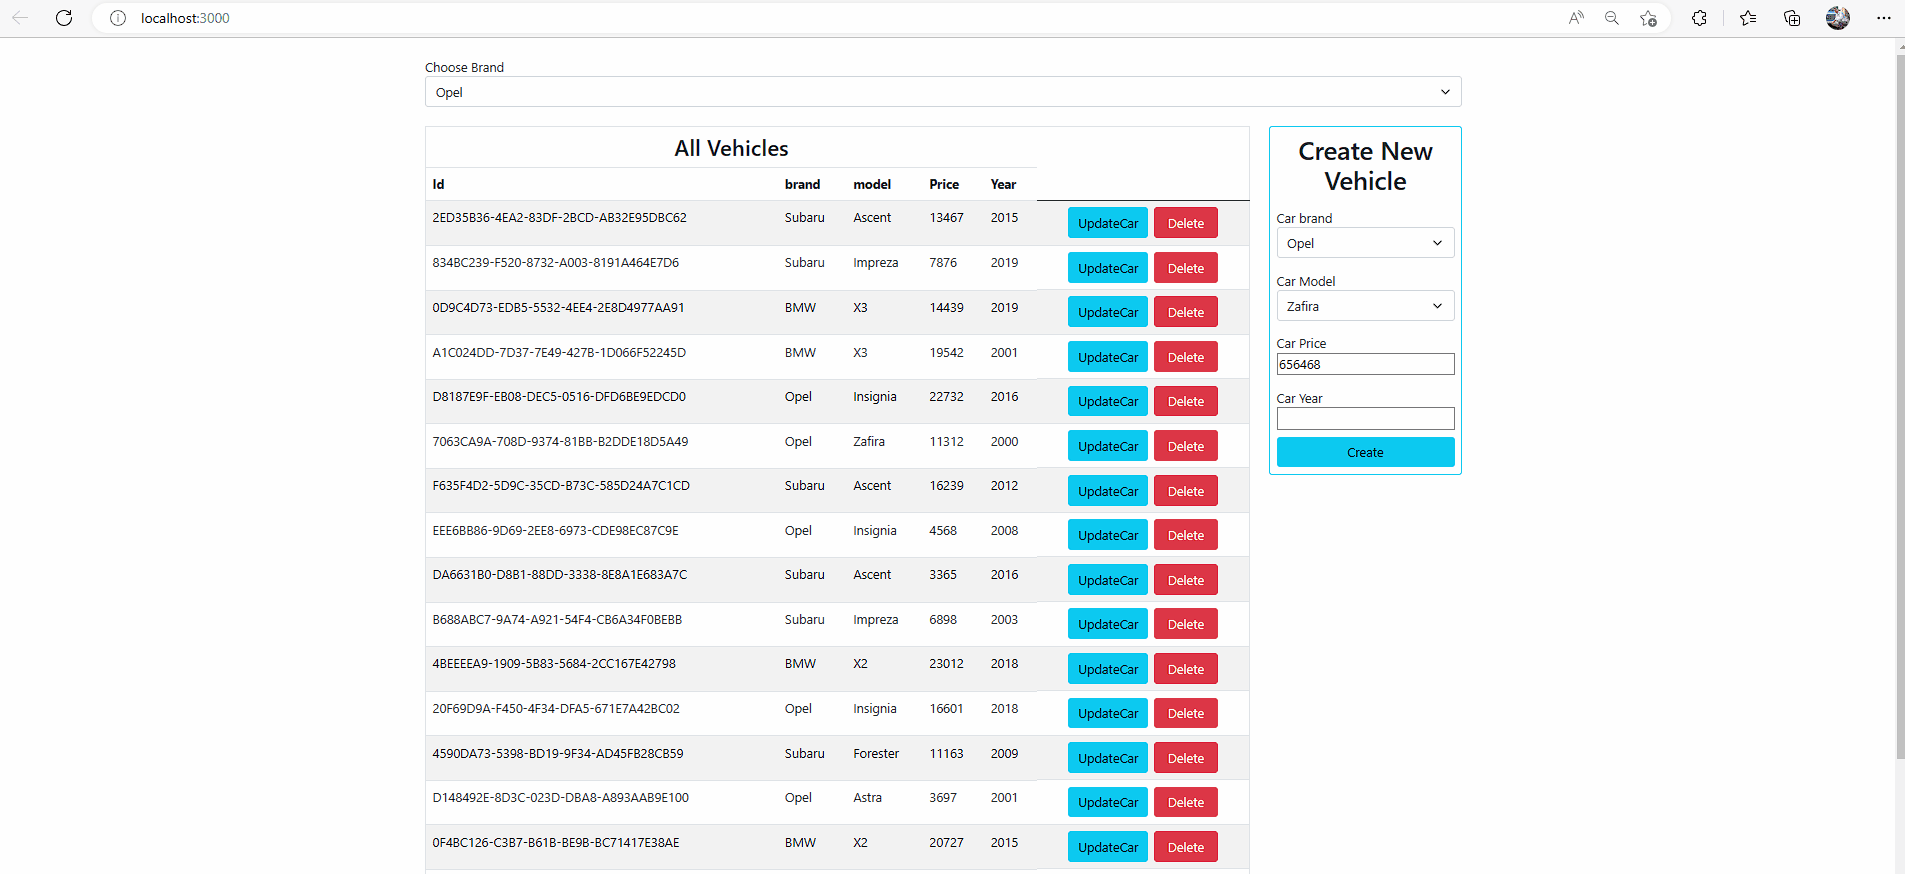 localhost:3000
Choose Brand
Opel
All Vehicles
Id brand model Price Year
2ED35B36-4EA2-83DF-2BCD-AB32E95DBC62 Subaru Ascent 13467 2015 UpdateCar Delete
834BC239-F520-8732-A003-8191A464E7D6 Subaru Impreza 7876 2019 UpdateCar Delete
0D9C4D73-EDB5-5532-4EE4-2E8D4977AA91 BMW X3 14439 2019 UpdateCar Delete
A1C024DD-7D37-7E49-427B-1D066F52245D BMW X3 19542 2001 UpdateCar Delete
D8187E9F-EB08-DEC5-0516-DFD6BE9EDCD0 Opel Insignia 22732 2016 UpdateCar Delete
7063CA9A-708D-9374-81BB-B2DDE18D5A49 Opel Zafira 11312 2000 UpdateCar Delete
F635F4D2-5D9C-35CD-B73C-585D24A7C1CD Subaru Ascent 16239 2012 UpdateCar Delete
EEE6BB86-9D69-2EE8-6973-CDE98EC87C9E Opel Insignia 4568 2008 UpdateCar Delete
DA6631B0-D8B1-88DD-3338-8E8A1E683A7C Subaru Ascent 3365 2016 UpdateCar Delete
B688ABC7-9A74-A921-54F4-CB6A34F0BEBB Subaru Impreza 6898 2003 UpdateCar Delete
4BEEEEA9-1909-5B83-5684-2CC167E42798 BMW X2 23012 2018 UpdateCar Delete
20F69D9A-F450-4F34-DFA5-671E7A42BC02 Opel Insignia 16601 2018 UpdateCar Delete
4590DA73-5398-BD19-9F34-AD45FB28CB59 Subaru Forester 11163 2009 UpdateCar Delete
D148492E-8D3C-023D-DBA8-A893AAB9E100 Opel Astra 3697 2001 UpdateCar Delete
0F4BC126-C3B7-B61B-BE9B-BC71417E38AE BMW X2 20727 2015 UpdateCar Delete
Create New
Vehicle
Car brand
Opel
Car Model
Zafira
Car Price
656468
Car Year
Create